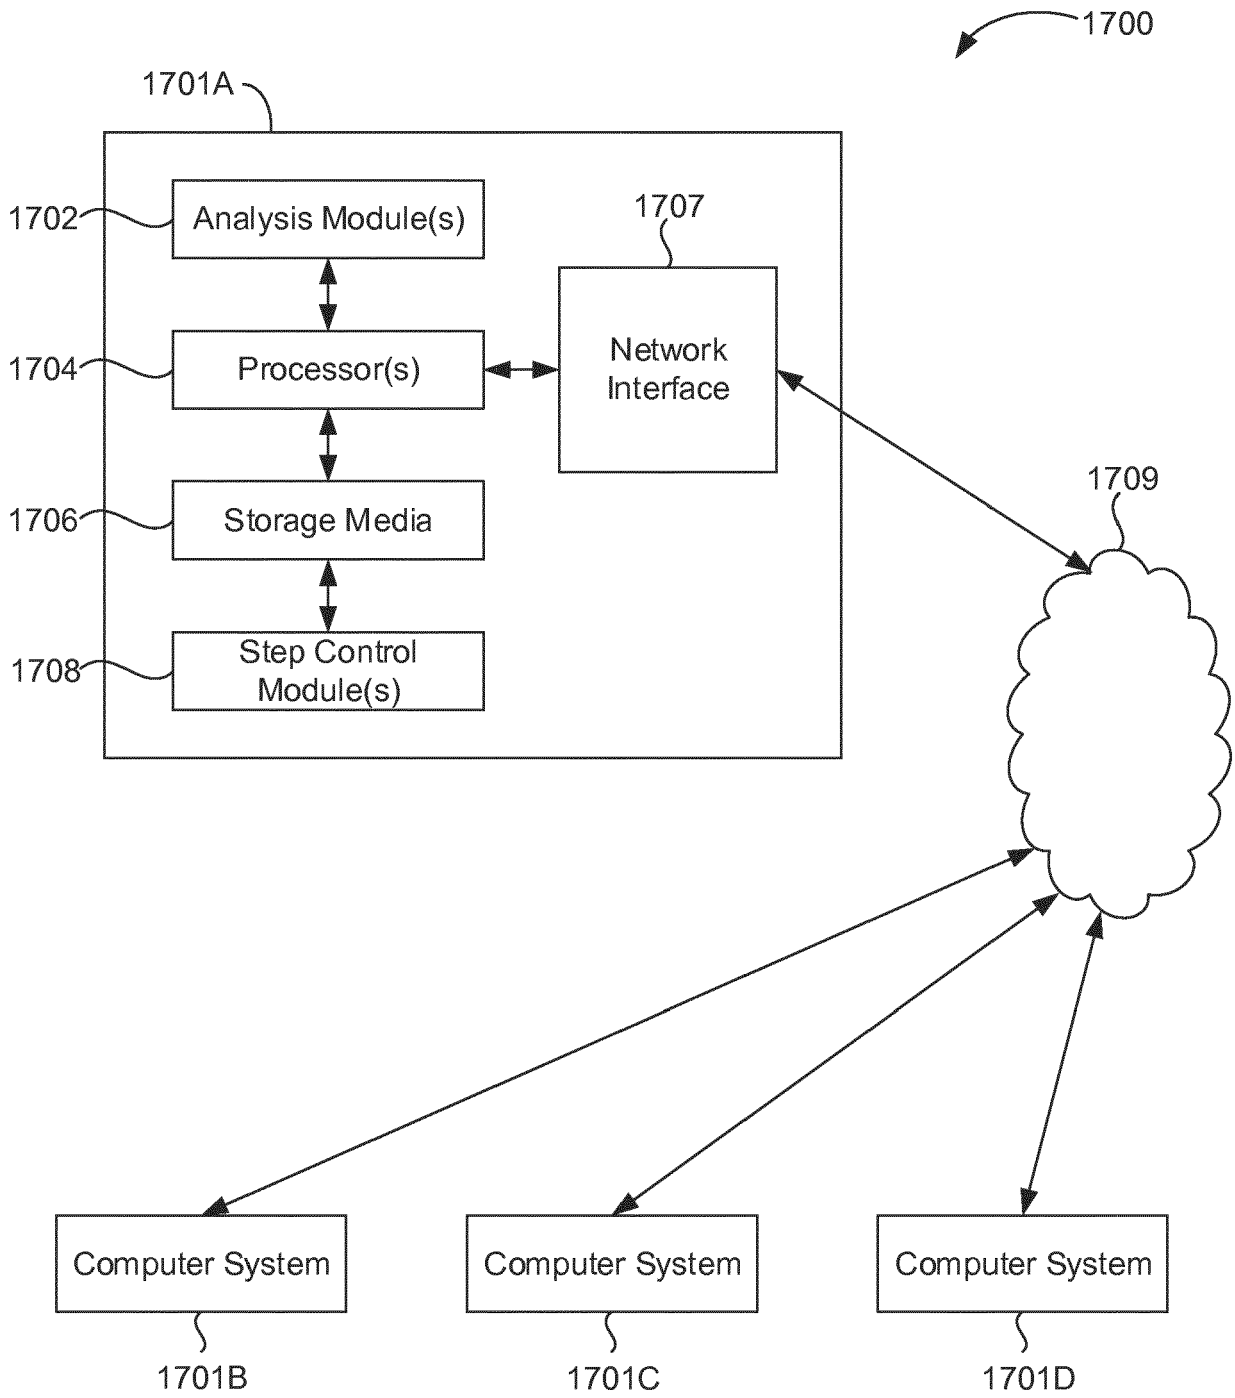 1700
1701A
1702
Analysis Module(s)
1707
1704
Processor(s)
Network
Interface
1706
Storage Media
1709
1708
Step Control
Module(s)
Computer System
Computer System
Computer System
1701B
1701C
1701D